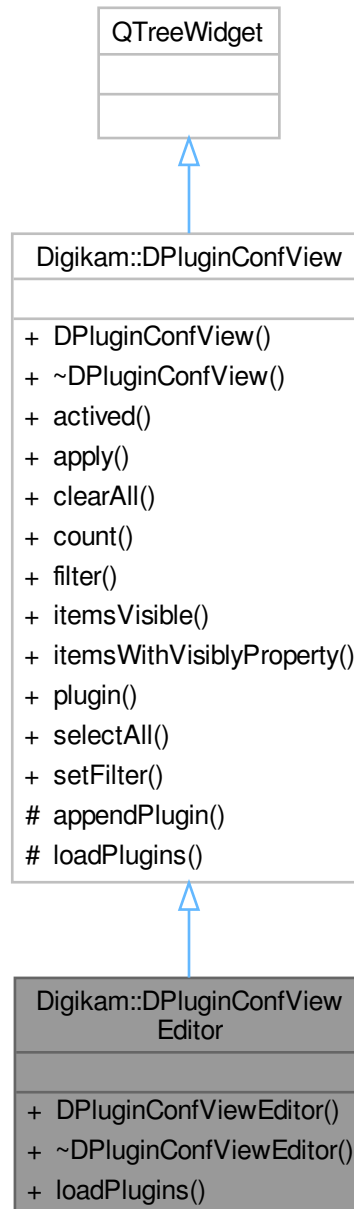 QTreeWidget
Digikam::DPluginConfView
+ DPluginConfView()
+ ~DPluginConfView()
+ actived()
+ apply()
+ clearAll()
+ count()
+ filter()
+ itemsVisible()
+ itemsWithVisiblyProperty()
+ plugin()
+ selectAll()
+ setFilter()
# appendPlugin()
# loadPlugins()
Digikam::DPluginConfView
Editor
+ DPluginConfViewEditor()
+ ~DPluginConfViewEditor()
+ loadPlugins()